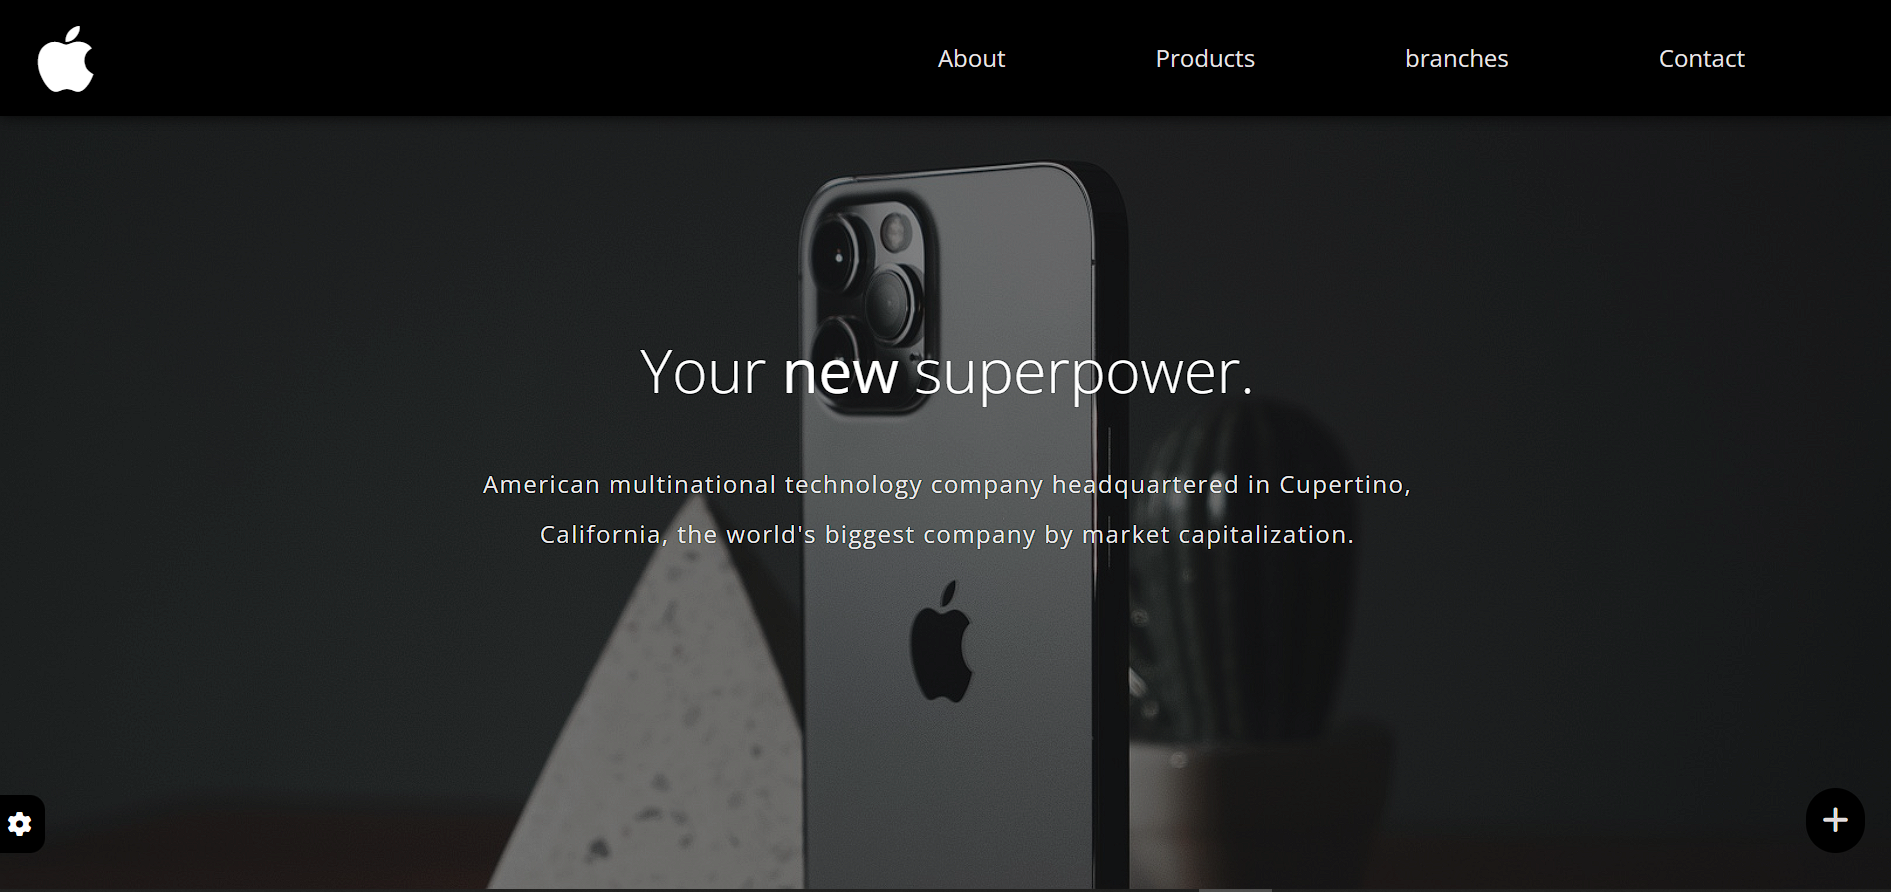 About Products branches Contact
Your new superpower.
American multinational technology company headquartered in Cupertino,
California, the world's biggest company by market capitalization.